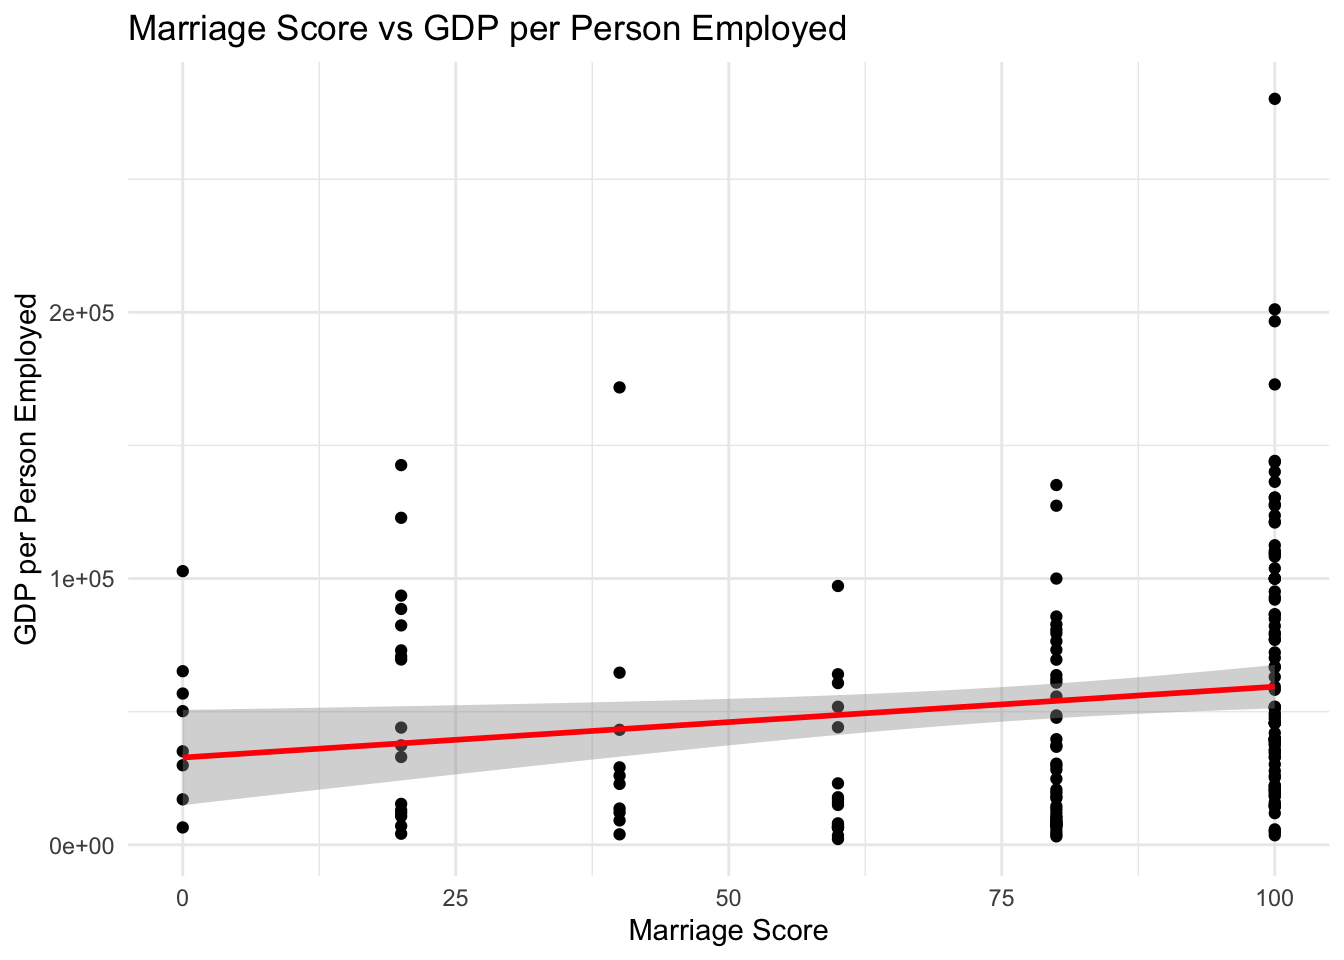 Marriage Score vs GDP per Person Employed
GDP per Person Employed
2e+05
1e+05
0e+00
0 25 50 75 100
Marriage Score